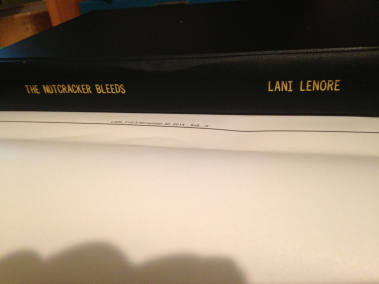 THE NUTCRACKER BLEEDS
LANI LENORE